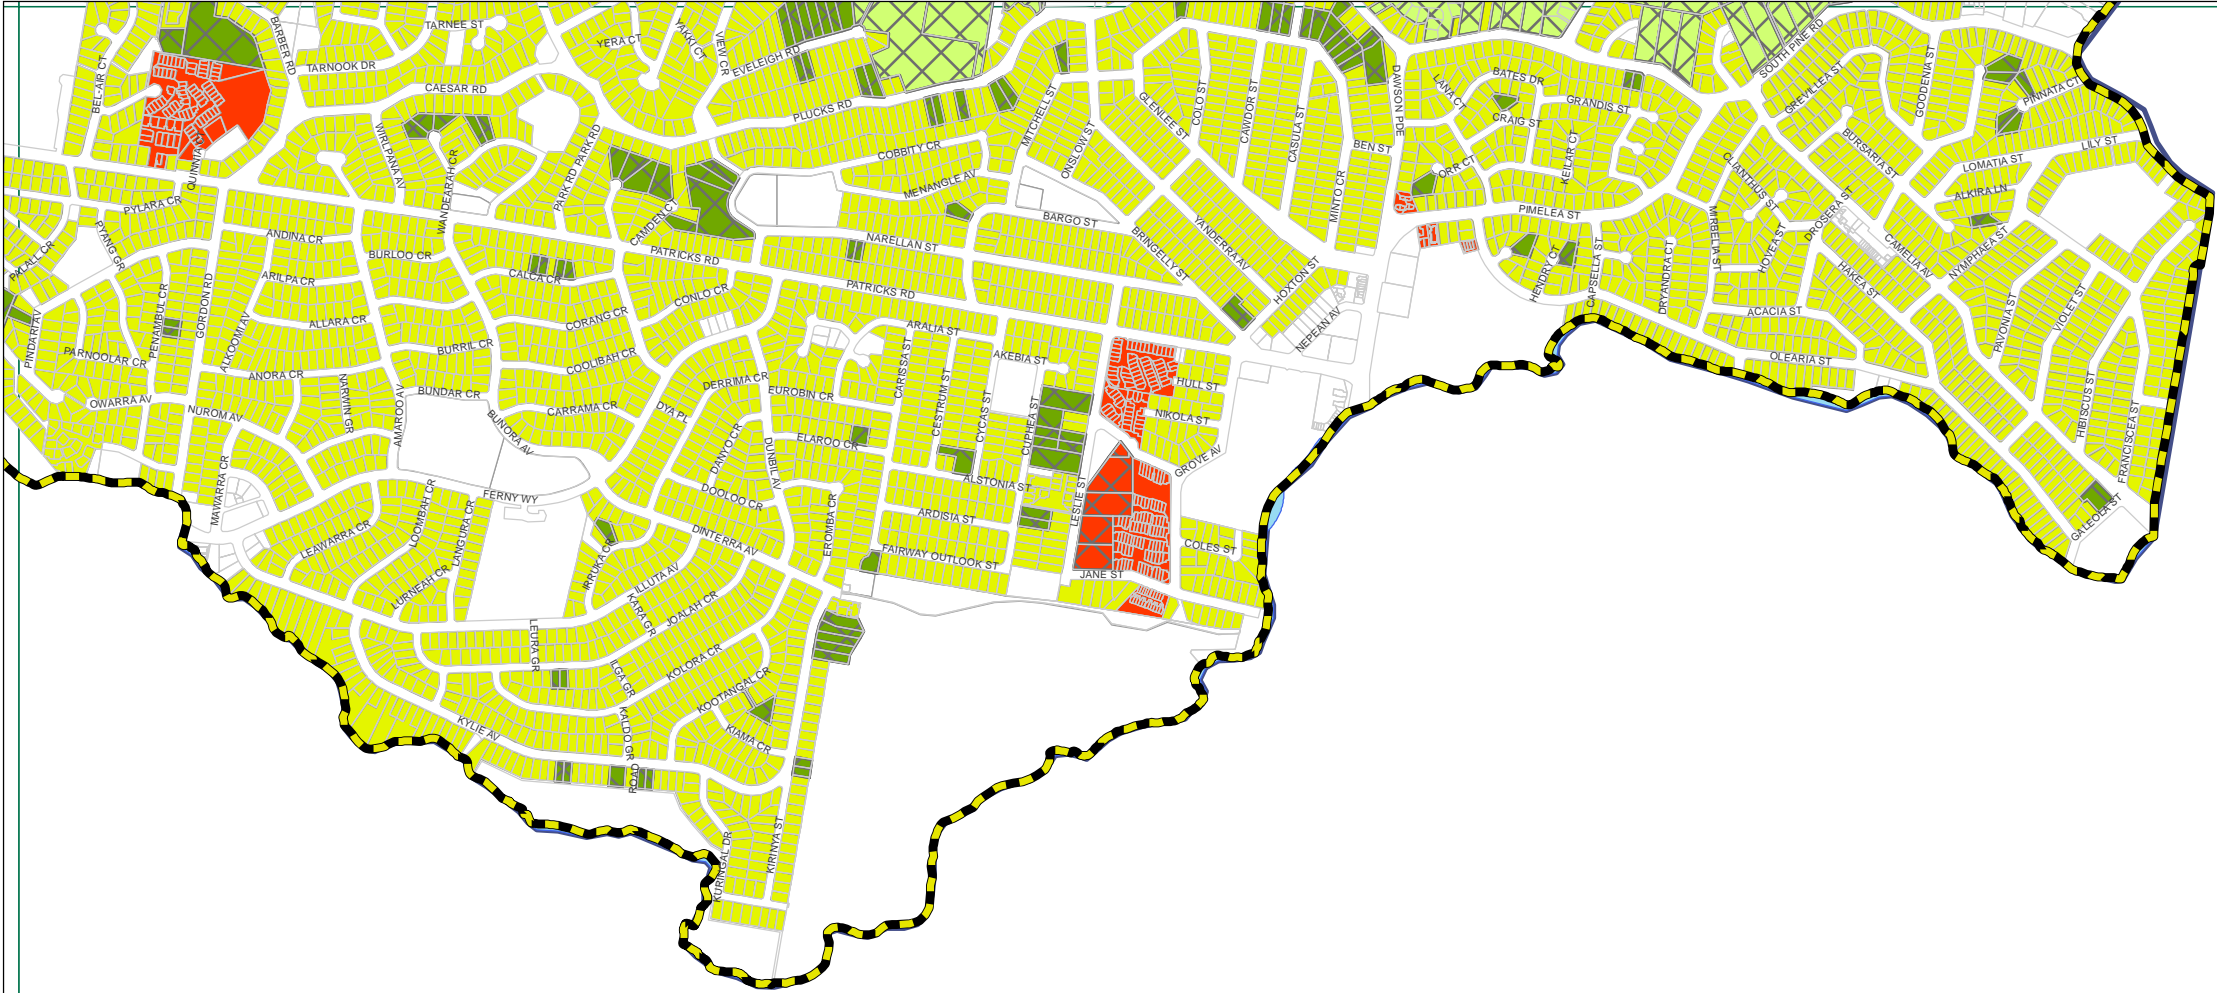 TARNEE ST
BARBER RD
TARNOOK DR
BEL-AIR CT
CAESAR RD
YERA CT
YAKKI CT
VIEW CR
EVELEIGH RD
PLUCKS RD
SOUTH PINE RD
DAWSON PDE
LANA CT
BATES DR
GRANDIS ST
CRAIG ST
GREVILLEA ST
GOODENIA ST
PINNATA CT
WIRLPANA AV
WANDEARAH CR
PARK RD
PARK RD
COBBITY CR
MENANGLE AV
MITCHELL ST
ONSLOW ST
GLENLEE ST
COLO ST
CAWDOR ST
CASULA ST
BEN ST
MINTO CR
ORR CT
KEILAR CT
CLIANTHUS ST
BURSARIA ST
LOMATIA ST
LILY ST
ALKIRA LN
QUINNIA
PYLARA CR
PYANG GR
PALALL CR
ANDINA CR
BURLOO CR
ARILPA CR
CALCA CR
CAMDEN CT
PATRICKS RD
NARELLAN ST
BARGO ST
BRINGELLY ST
YANDERRA AV
HOXTON ST
NEPEAN AV
PIMELEA ST
MIRBELIA ST
HOVEA ST
DROSERA ST
CAMELIA AV
NYMPHAEA ST
HAKEA ST
HENRY CT
CAPSELLA ST
DRYANDRA CT
ACACIA ST
OLEARIA ST
PAVONIA ST
VIOLET ST
HIBISCUS ST
FRANCISCEA ST
GALEOLA ST
PINDARI AV
PENAMBUL CR
GORDON RD
ALKOOMI AV
ALLARA CR
CORANG CR
CONLO CR
PATRICKS RD
ARALIA ST
AKEBIA ST
PARNOOLAR CR
ANORA CR
BURRIL CR
COOLIBAH CR
BUNDAR CR
CARRAMA CR
DERRIMA CR
DYA PL
EUROBIN CR
CARISSA ST
CESTRUM ST
CYCAS ST
CUPHEA ST
HULL ST
NIKOLA ST
GROVE AV
OWARRA AV
NUROM AV
NARWIN GR
AMAROO AV
BUNORA AV
DANYO CR
DUNBIL AV
ELAROO CR
ALSTONIA ST
LESLIE ST
MAWARRA CR
FERNY WY
DOOLOO CR
ARDISIA ST
LEAWARRA CR
LOOMBAH CR
LANGURA CR
LURNEAH CR
IRRUKA CR
DINTERRA AV
EROMBA CR
FAIRWAY OUTLOOK ST
JANE ST
COLES ST
KILLUTA AV
KARA GR
JOALAH CR
LEURA GR
ILGA GR
KOLORA CR
KOOTANGAL CR
KYLIE AV
KALDO GR
KIAMA CR
ROAD
KURINGAL DR
KIRINYA ST